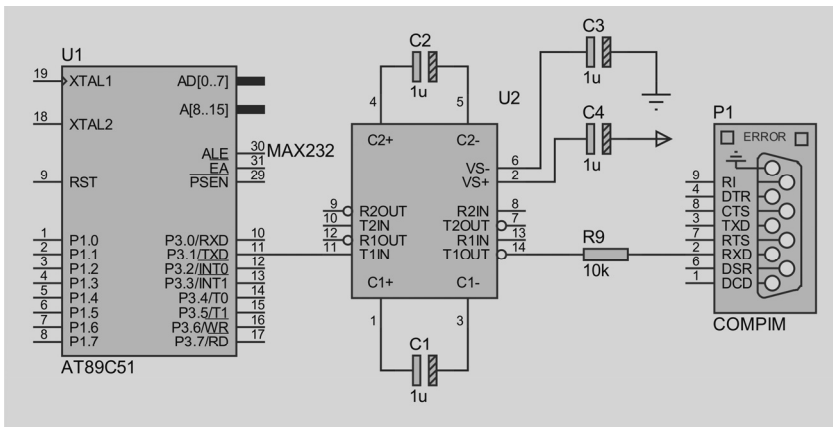 U1
19
XTAL1
18
XTAL2
9
RST
1
P1.0
2
P1.1
3
P1.2
4
P1.3
5
P1.4
6
P1.5
7
P1.6
8
P1.7
AD[0..7]
A[8..15]
ALE
30
EA
31
PSEN
29
P3.0/RXD
10
P3.1/TXD
11
P3.2/INT0
12
P3.3/INT1
13
P3.4/T0
14
P3.5/T1
15
P3.6/WR
16
P3.7/RD
17
AT89C51
MAX232
C2
1u
4
5
U2
C2+
C2-
VS-
6
VS+
2
9
R2OUT
10
T2IN
12
R1OUT
11
T1IN
R2IN
8
T2OUT
7
R1IN
13
T1OUT
14
C1+
C1-
1
3
C1
1u
C3
1u
C4
1u
R9
10k
P1
ERROR
9
RI
4
DTR
8
CTS
3
TXD
7
RTS
2
RXD
6
DSR
1
DCD
COMPIM